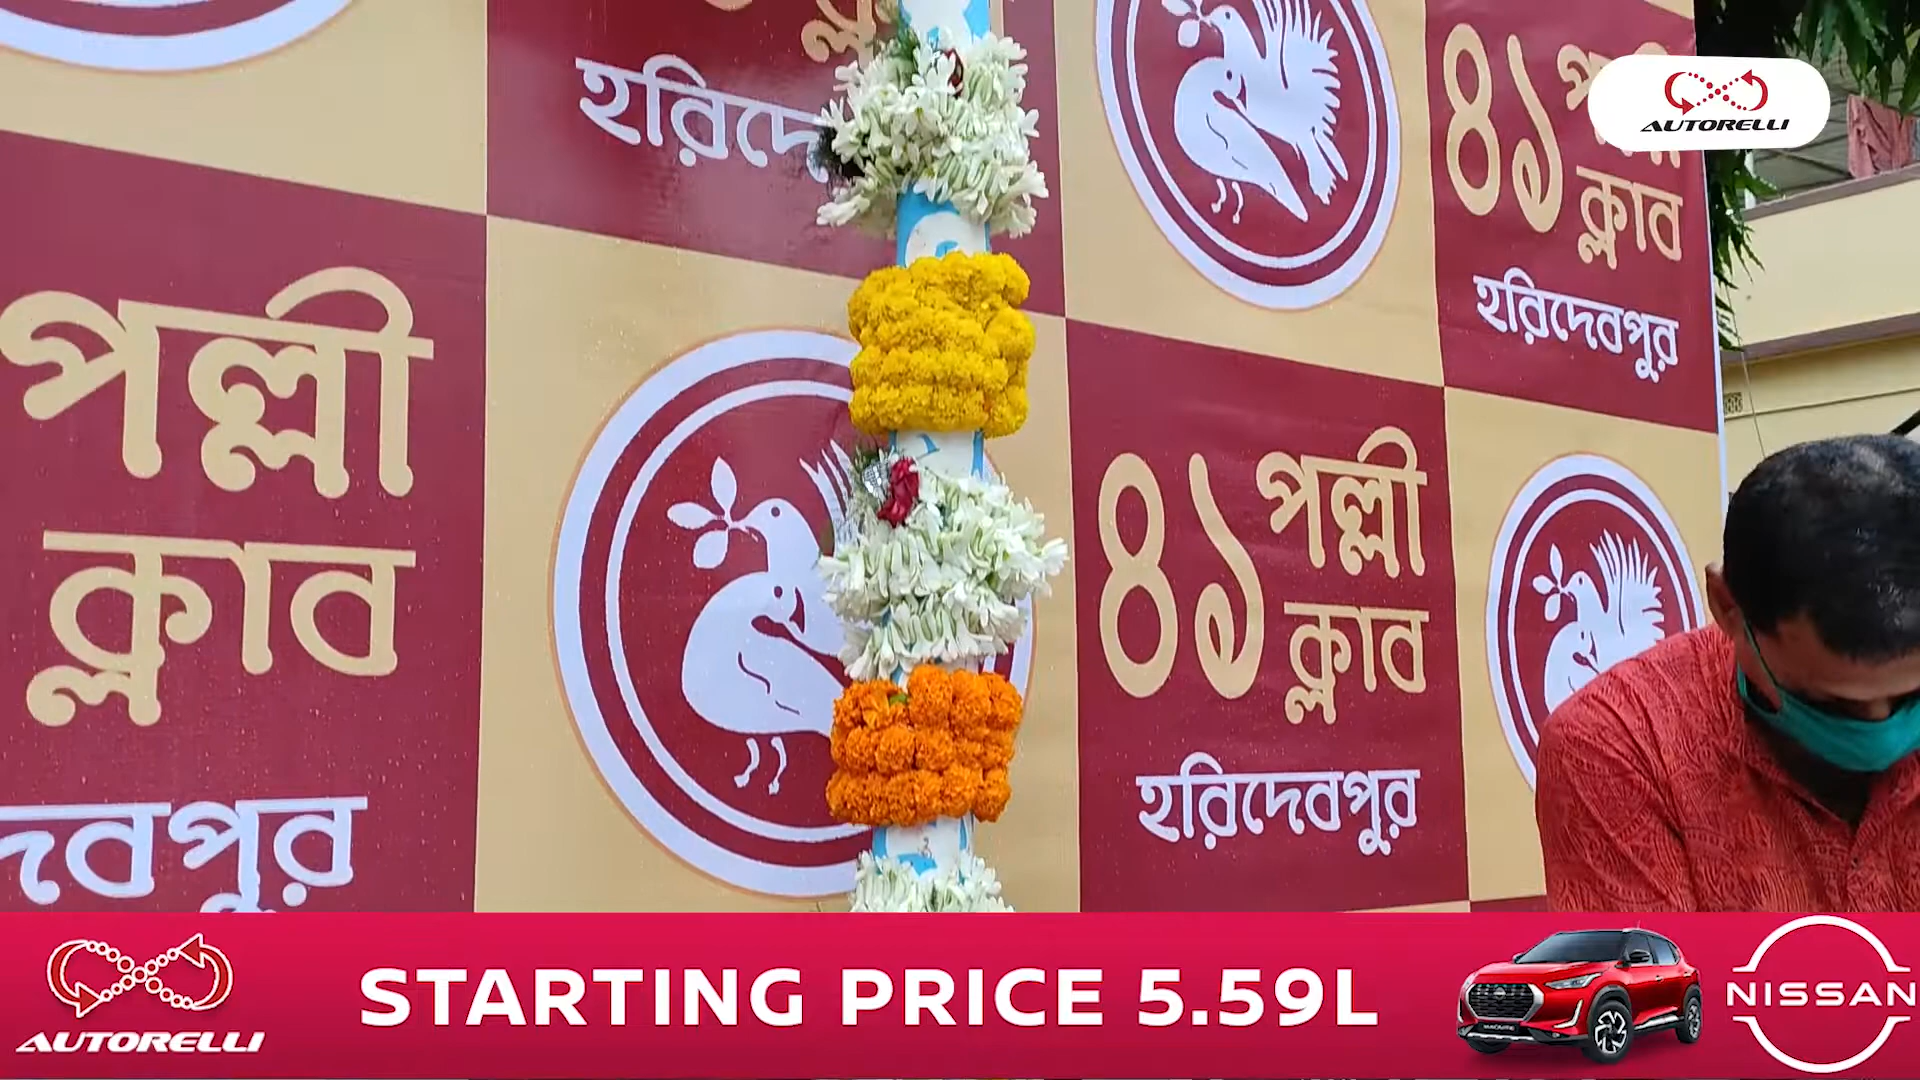 হরিদে
৪১
ক্লাব
হরিদেবপুর
AUTORELLI
পল্লী
ক্লাব
দেবপুর
৪১ পল্লী
ক্লাব
হরিদেবপুর
AUTORELLI
STARTING PRICE 5.59L
NISSAN